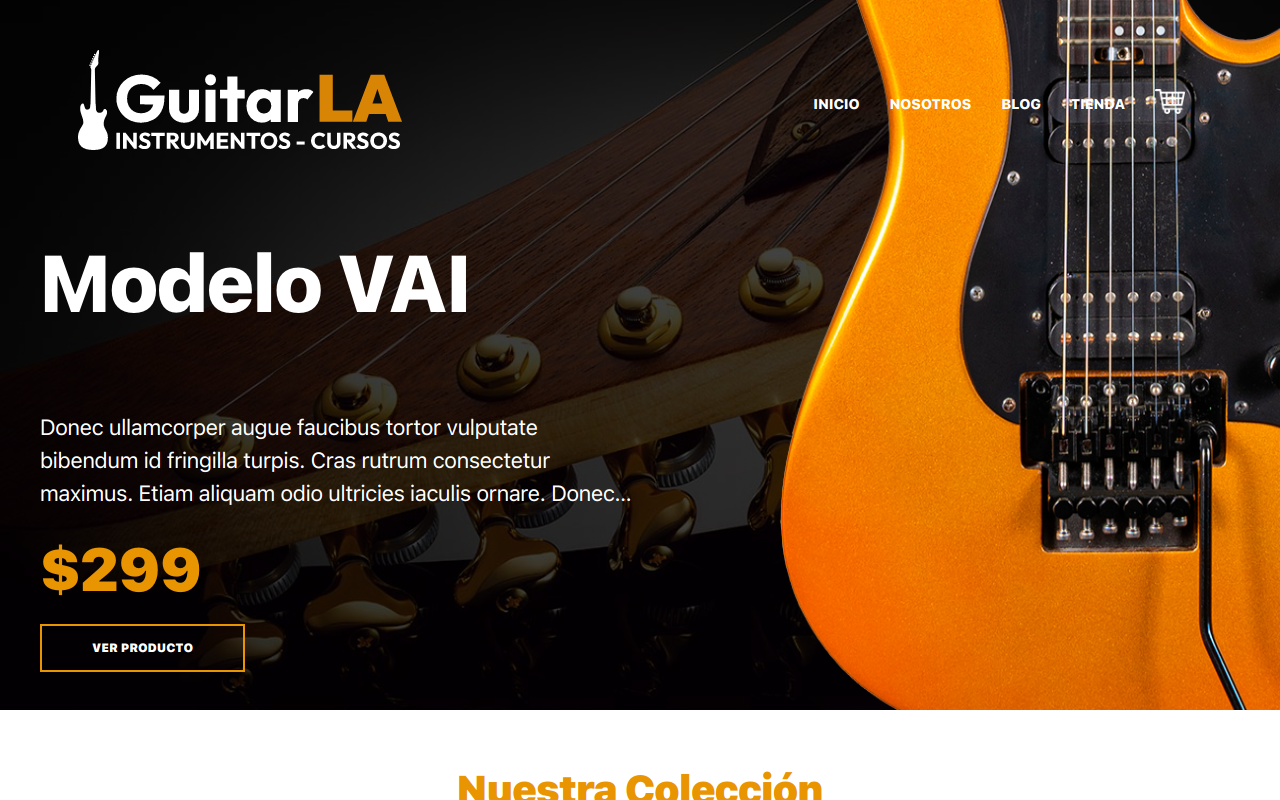 GuitarLA
INSTRUMENTOS - CURSOS
INICIO NOSOTROS BLOG TIENDA
Modelo VAI
Donec ullamcorper augue faucibus tortor vulputate
bibendum id fringilla turpis. Cras rutrum consectetur
maximus. Etiam aliquam odio ultricies iaculis ornare. Donec...
$299
VER PRODUCTO
Nuestra Colección